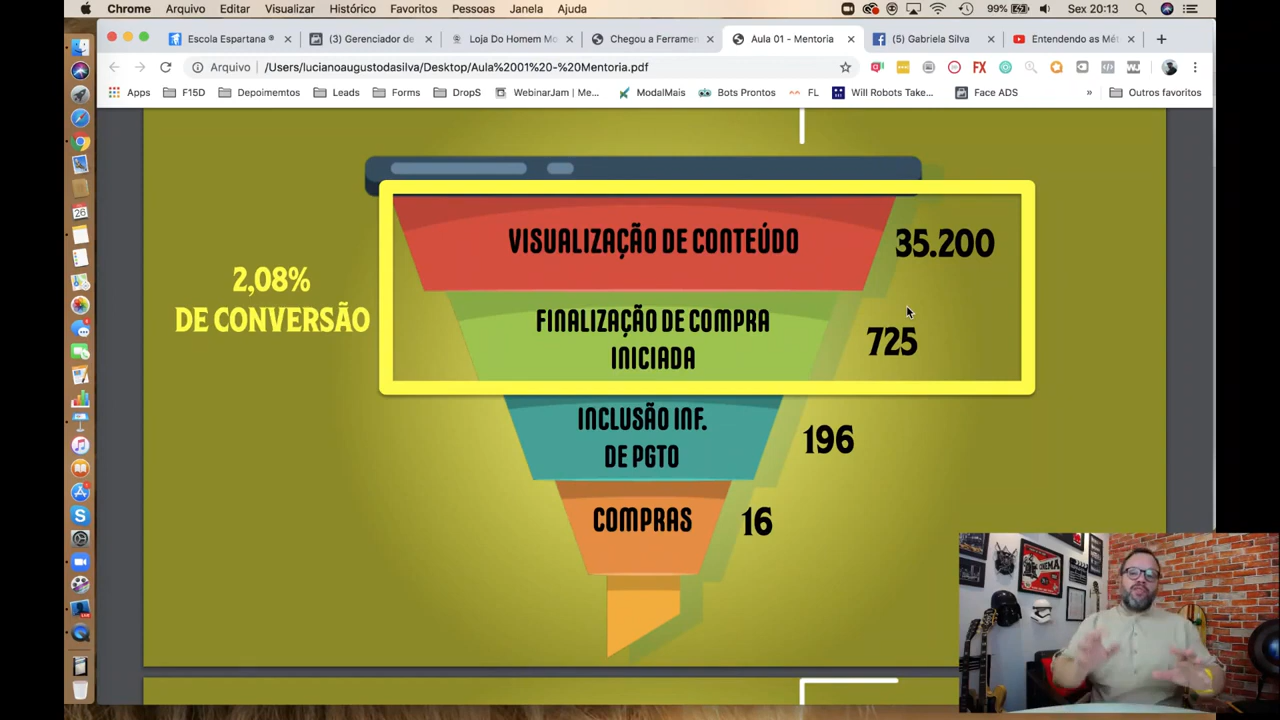 Chrome Arquivo Editar Visualizar Histórico Favoritos Pessoas Janela Ajuda 99% Sex 20:13
Escola Espartana ® (3) Gerenciador de Loja Do Homem Mo Chegou a Ferramen Aula 01 - Mentoria (5) Gabriela Silva Entendendo as Mét
Arquivo /Users/lucianoaugustodasilva/Desktop/Aula%2001%20-%20Mentoria.pdf FX
Apps F15D Depoimentos Leads Forms DropS WebinarJam | Me... ModalMais Bots Prontos FL Will Robots Take... Face ADS » Outros favoritos
VISUALIZAÇÃO DE CONTEÚDO 35.200
2,08%
DE CONVERSÃO
FINALIZAÇÃO DE COMPRA
INICIADA
725
INCLUSÃO INF.
DE PGTO
196
COMPRAS 16
CINEMA